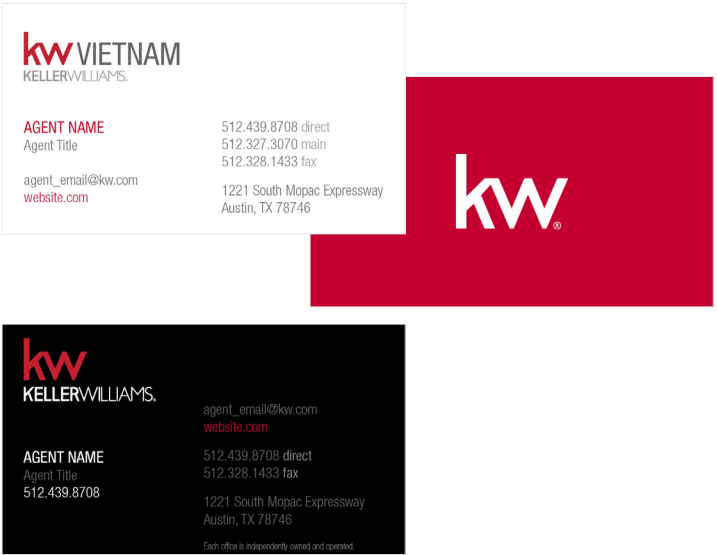 kw VIETNAM
KELLERWILLIAMS.
AGENT NAME
Agent Title
agent_email@kw.com
website.com
512.439.8708 direct
512.327.3070 main
512.328.1433 fax
1221 South Mopac Expressway
Austin, TX 78746
kw®
kw
KELLERWILLIAMS®
AGENT NAME
Agent Title
512.439.8708
agent_email@kw.com
website.com
512.439.8708 direct
512.328.1433 fax
1221 South Mopac Expressway
Austin, TX 78746
Each office is independently owned and operated.